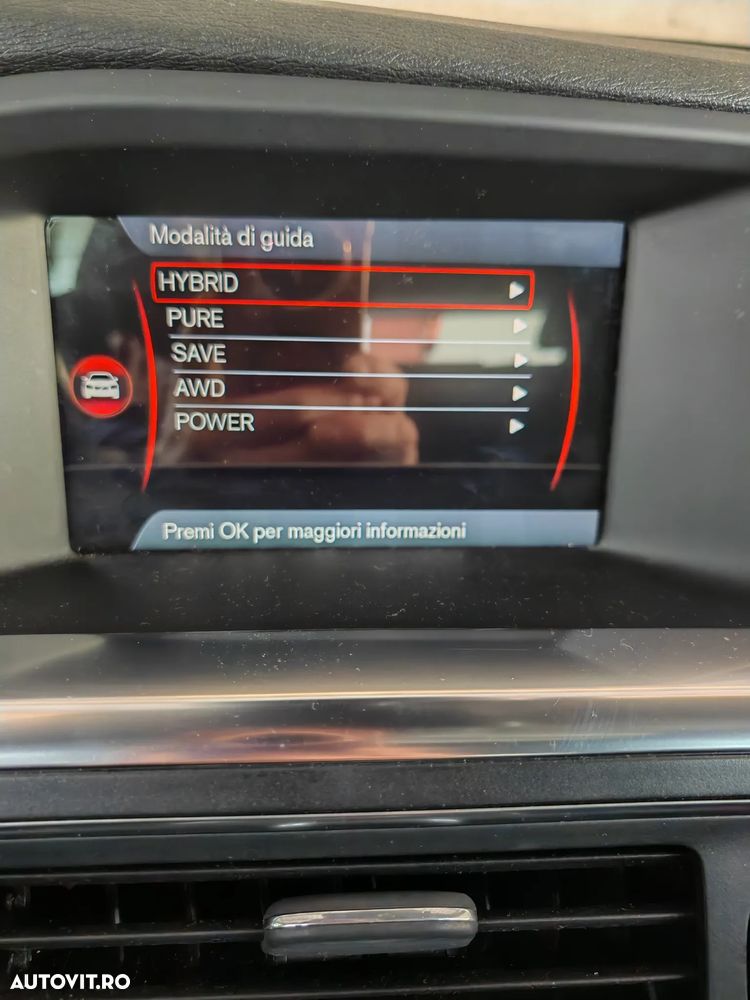 Modalità di guida
HYBRID
PURE
SAVE
AWD
POWER
Premi OK per maggiori informazioni
AUTOVIT.RO